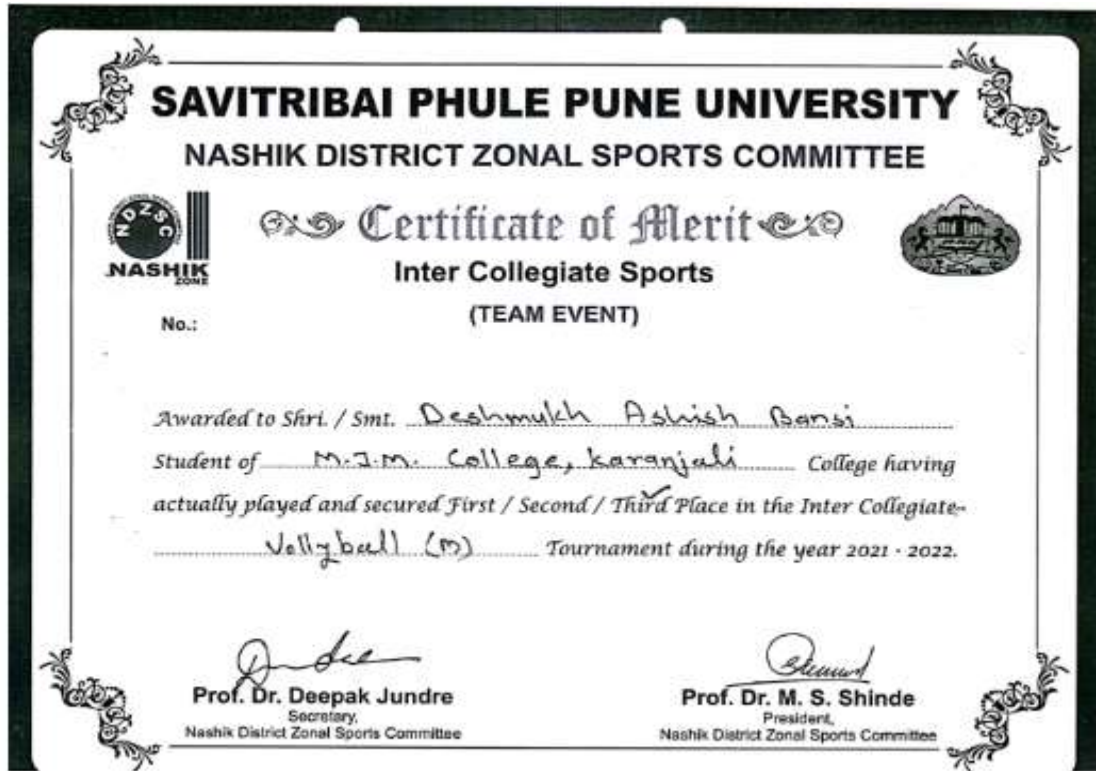 SAVITRIBAI PHULE PUNE UNIVERSITY
NASHIK DISTRICT ZONAL SPORTS COMMITTEE
NDZSC
NASHIK
ZONE
Certificate of Merit
Inter Collegiate Sports
(TEAM EVENT)
No.:
Awarded to Shri. / Smt. Deshmukh Ashish Bansi
Student of M.J.M. College, Karanjali College having
actually played and secured First / Second / Third Place in the Inter Collegiate-
Vollyball (M) Tournament during the year 2021 - 2022.
Prof. Dr. Deepak Jundre
Secretary,
Nashik District Zonal Sports Committee
Prof. Dr. M. S. Shinde
President,
Nashik District Zonal Sports Committee